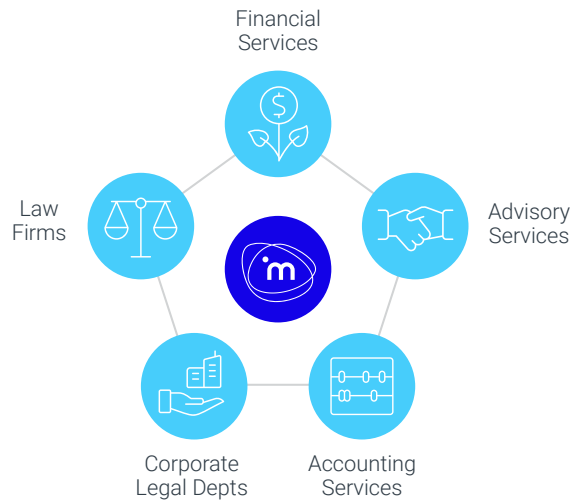 Financial
Services
$
Law
Firms
Advisory
Services
m
Corporate
Legal Depts
Accounting
Services